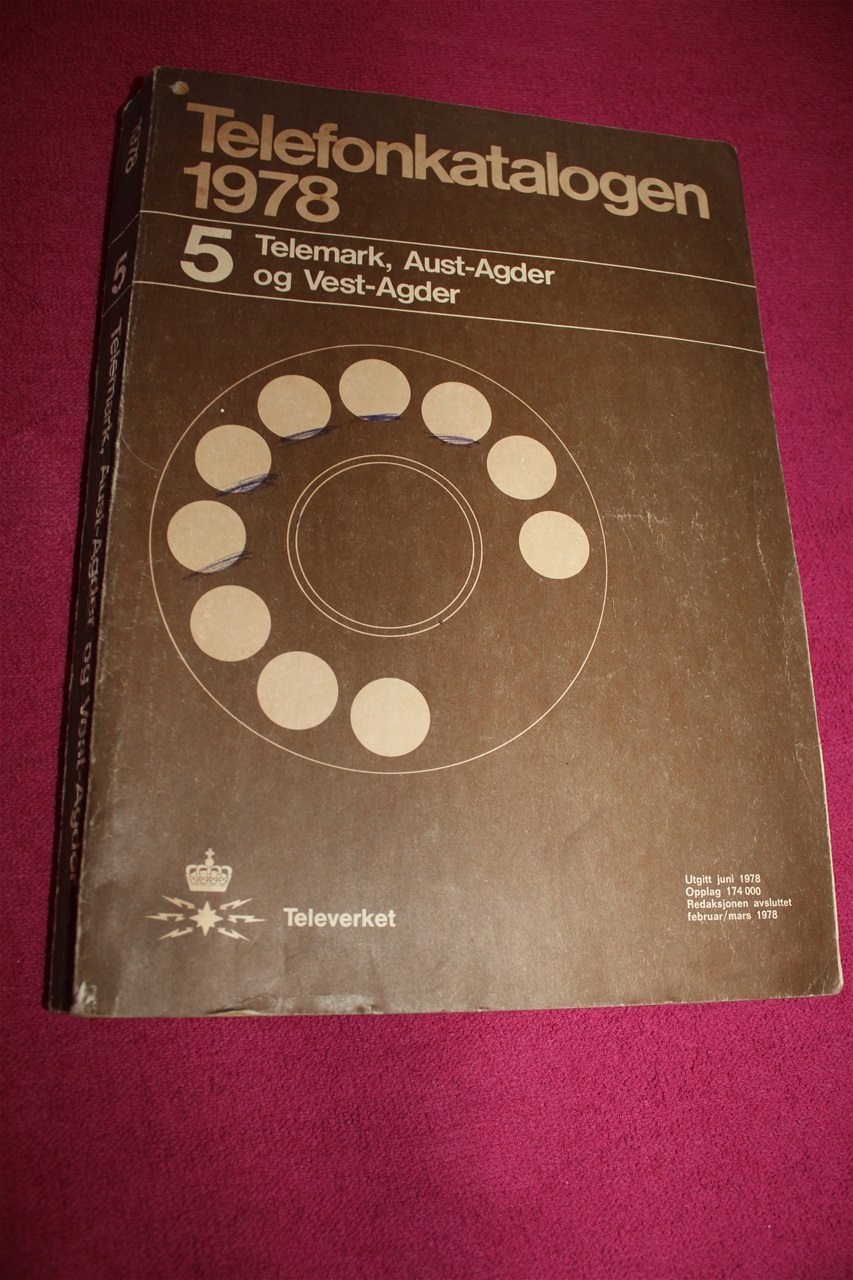 Telefonkatalogen
1978
5 Telemark, Aust-Agder
og Vest-Agder
Televerket
Utgitt juni 1978
Opplag 174 000
Redaksjonen avsluttet
februar/mars 1978
1978 5 Telemark, Aust-Agder og Vest-Agder